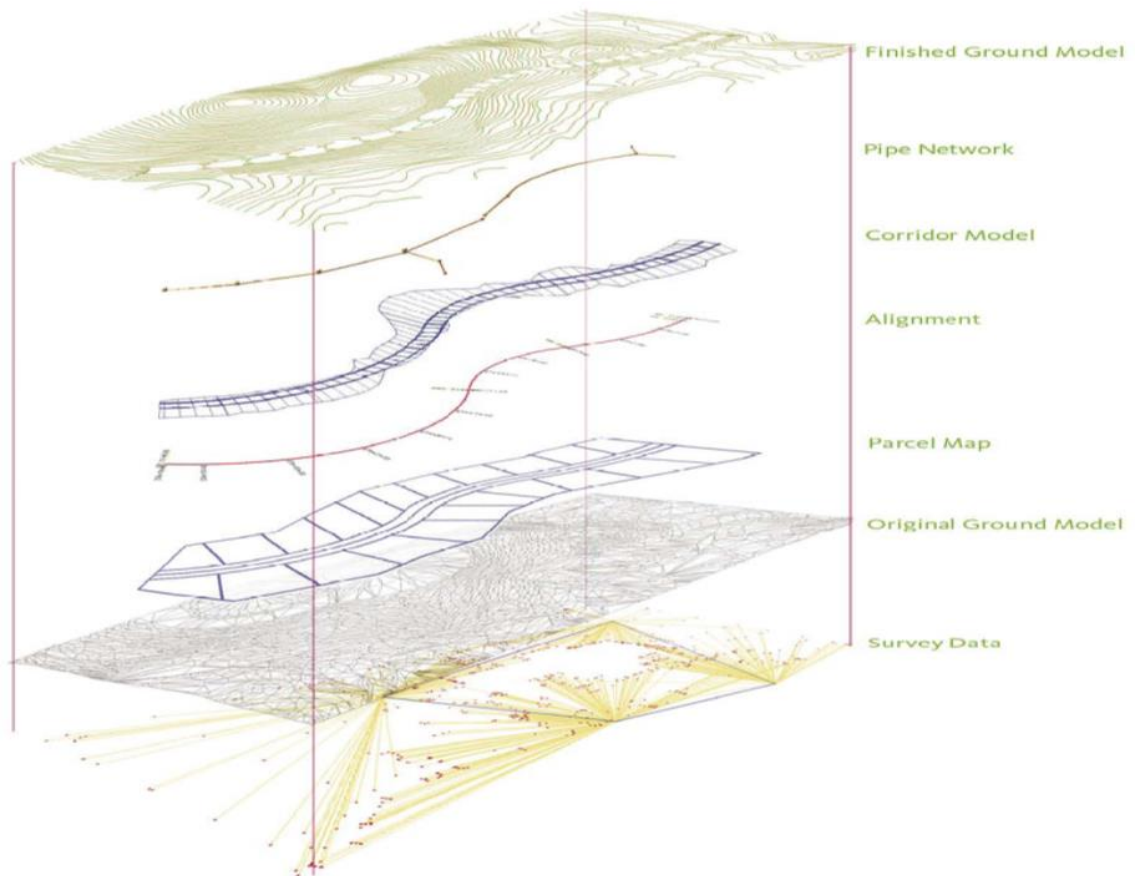 Finished Ground Model
Pipe Network
Corridor Model
Alignment
Parcel Map
Original Ground Model
Survey Data